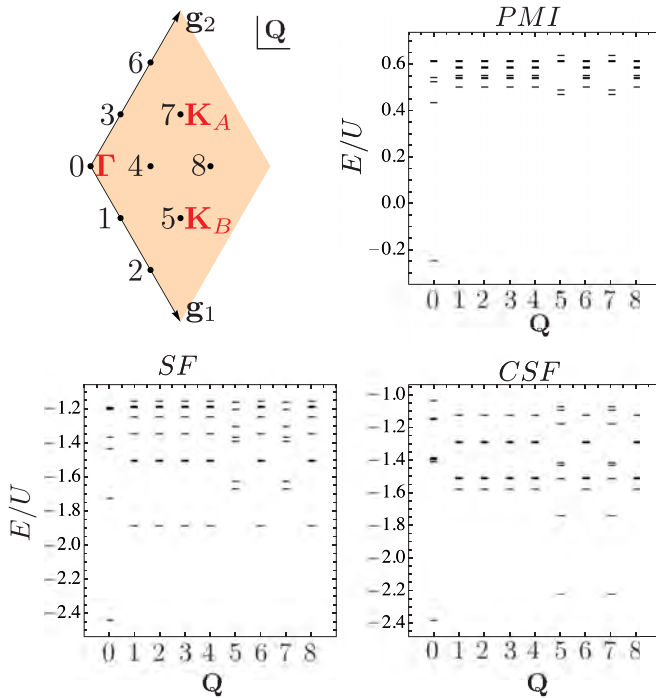 g₂
Q
6
3
7 K_A
0 Γ
4
8
1
5 K_B
2
g₁
PMI
E/U
0.6
0.4
0.2
0.0
−0.2
0 1 2 3 4 5 6 7 8
Q
SF
E/U
−1.2
−1.4
−1.6
−1.8
−2.0
−2.2
−2.4
0 1 2 3 4 5 6 7 8
Q
CSF
−1.0
−1.2
−1.4
−1.6
−1.8
−2.0
−2.2
−2.4
0 1 2 3 4 5 6 7 8
Q